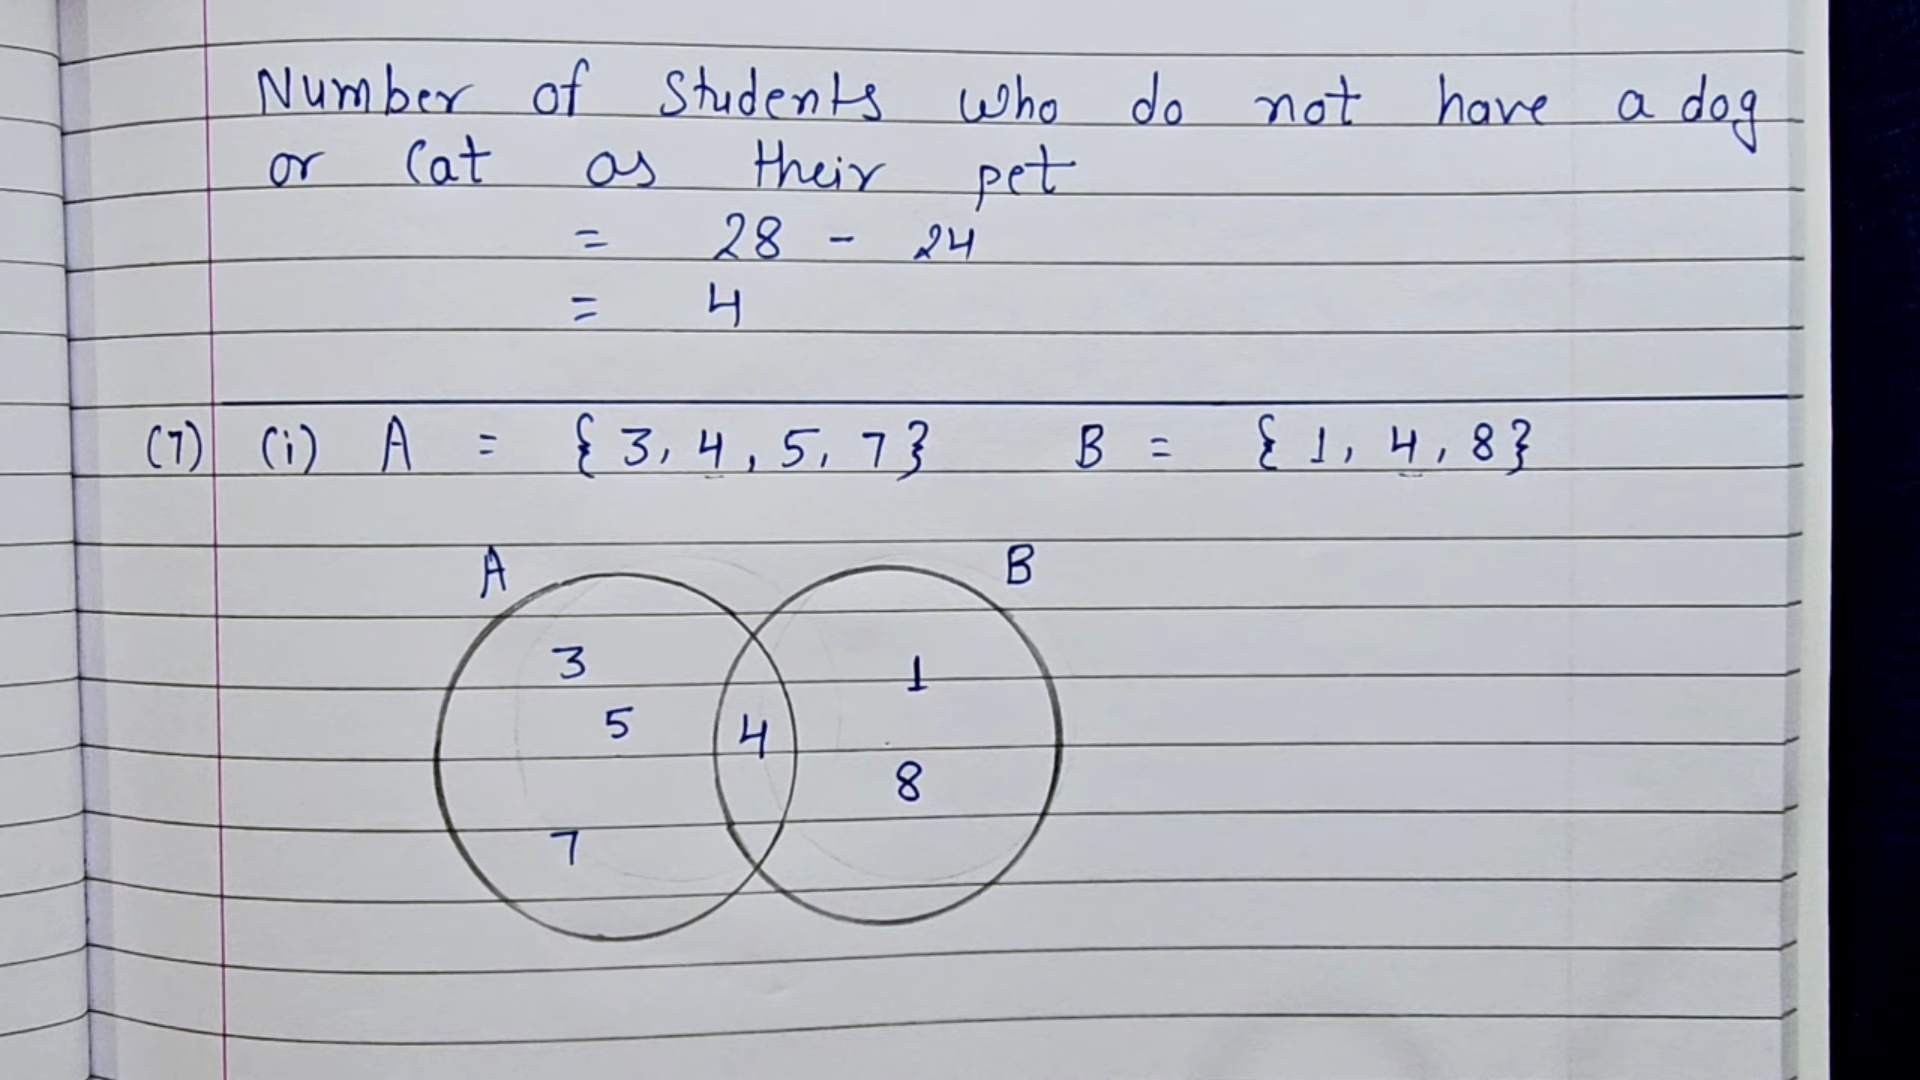 Number of Students who do not have a dog
or Cat as their pet
= 28 - 24
= 4
(7) (i) A = {3, 4, 5, 7} B = {1, 4, 8}
A B
3 1
5 4
8
7